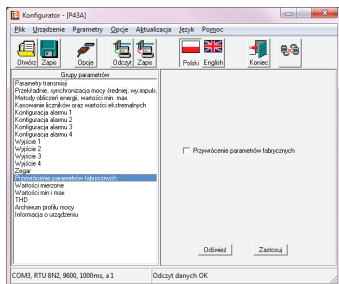 Konfigurator - [P43A]
Plik Urządzenie Parametry Opcje Aktualizacja Język Pomoc
Otwórz Zapis Opcje Odczyt Zapis Polski English Koniec
Grupy parametrów
Parametry transmisji
Przekładnie, synchronizacja mocy średniej, wy.impuls.
Metody obliczeń energii, wartości min. max.
Kasowanie liczników oraz wartości ekstremalnych
Konfiguracja alarmu 1
Konfiguracja alarmu 2
Konfiguracja alarmu 3
Konfiguracja alarmu 4
Wyjście 1
Wyjście 2
Wyjście 3
Wyjście 4
Zegar
Przywrócenie parametrów fabrycznych
Wartości mierzone
Wartości min i max
THD
Archiwum profilu mocy
Informacja o urządzeniu
Przywrócenie parametrów fabrycznych
Odśwież Zastosuj
COM3, RTU 8N2, 9600, 1000ms, a 1 Odczyt danych OK